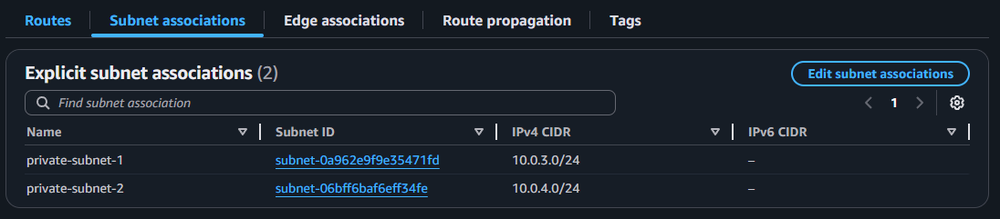 Routes Subnet associations Edge associations Route propagation Tags
Explicit subnet associations (2) Edit subnet associations
Find subnet association 1
Name Subnet ID IPv4 CIDR IPv6 CIDR
private-subnet-1 subnet-0a962e9f9e35471fd 10.0.3.0/24 –
private-subnet-2 subnet-06bff6baf6eff34fe 10.0.4.0/24 –